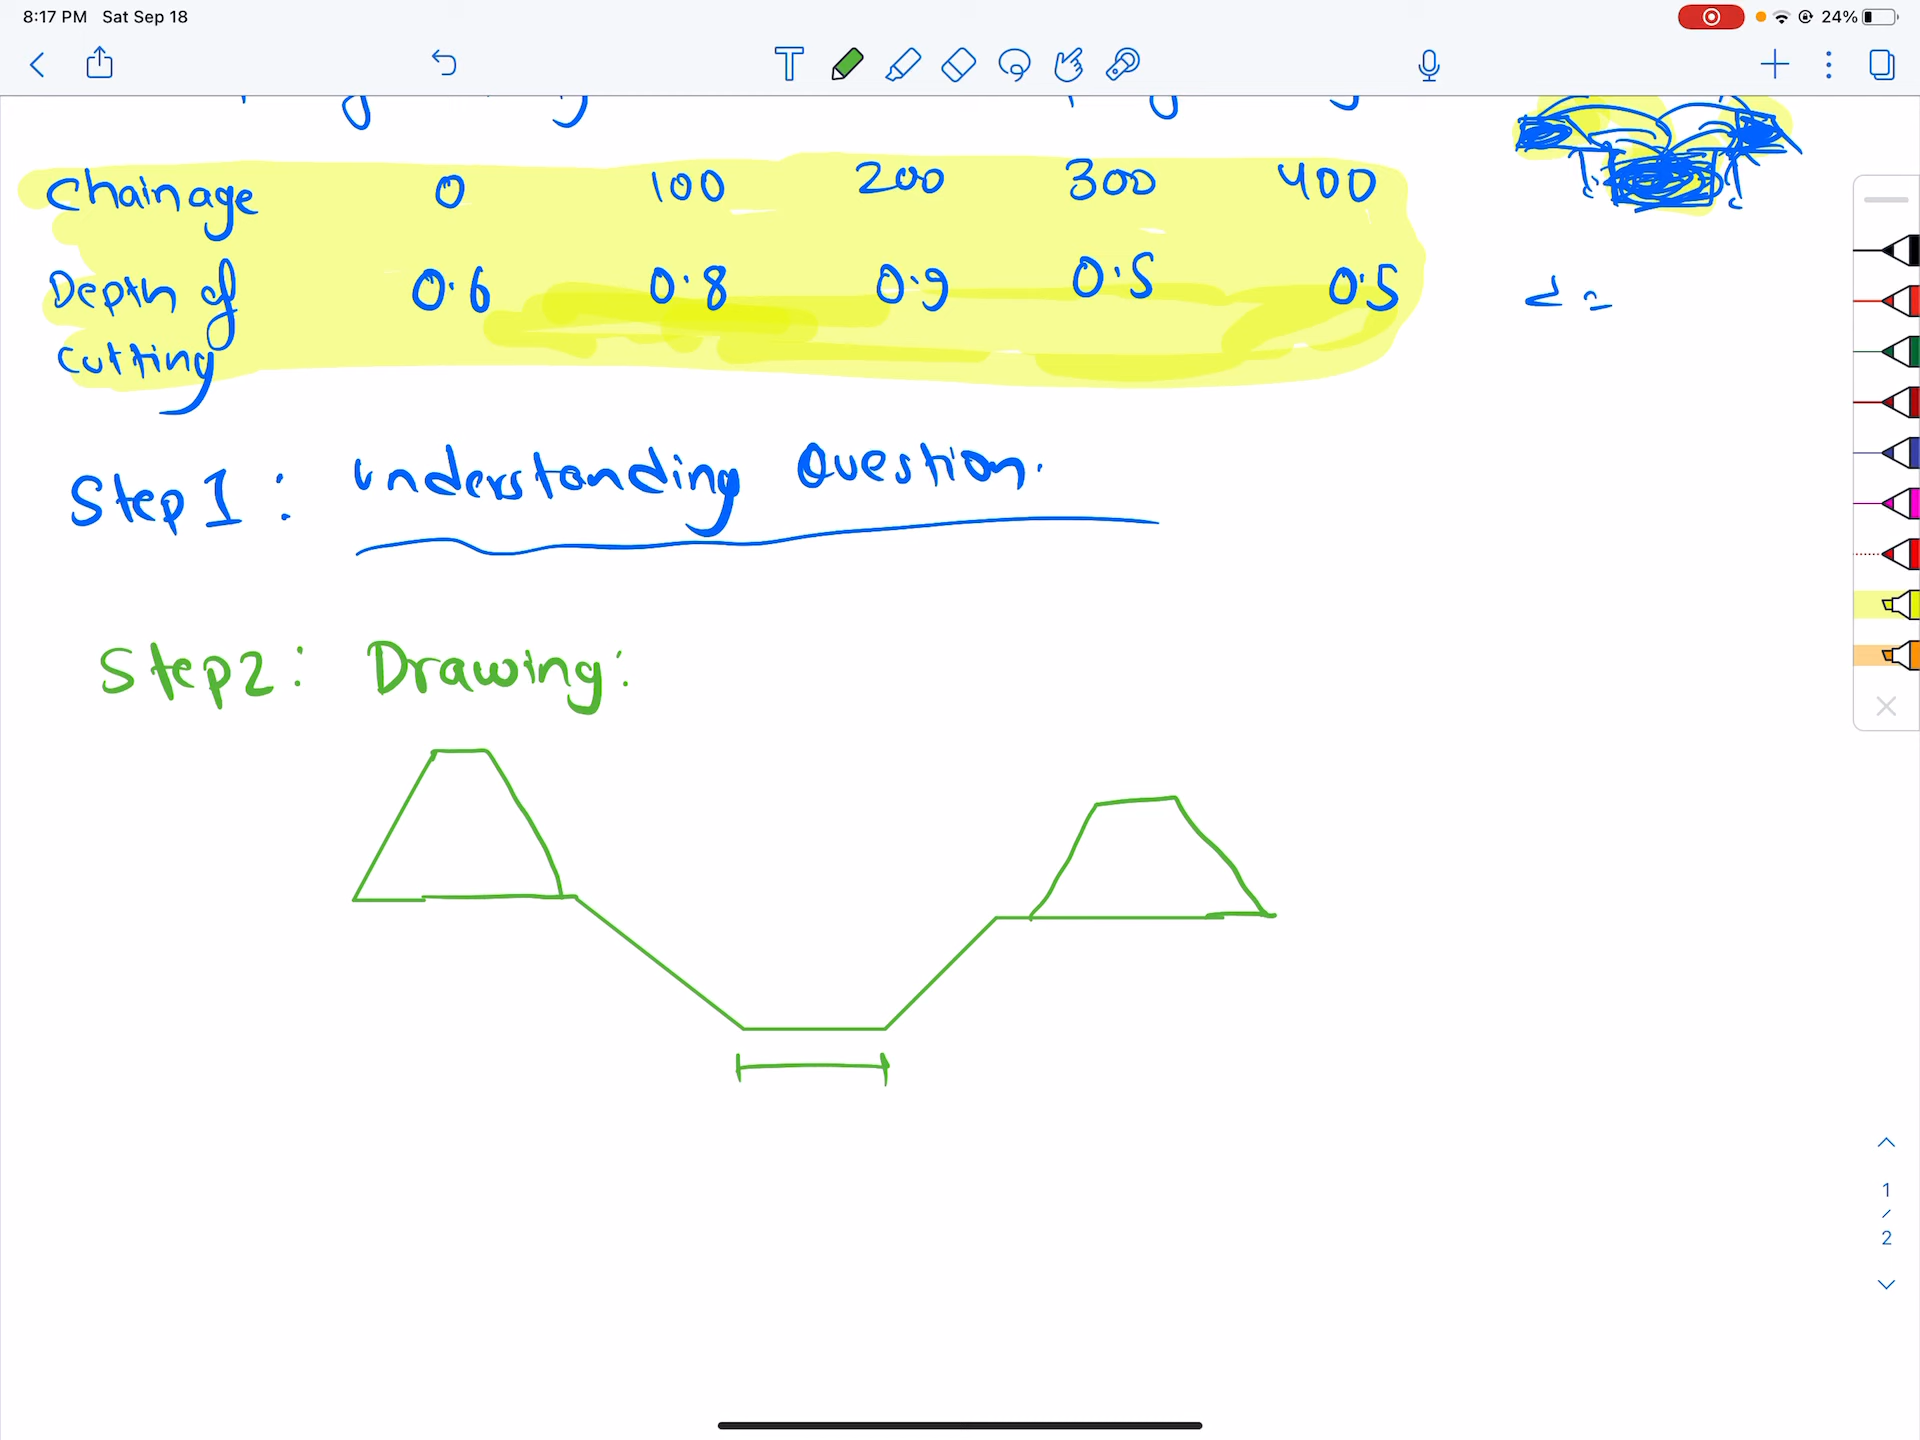 8:17 PM Sat Sep 18 24%
T
Chainage 0 100 200 300 400
Depth of 0.6 0.8 0.9 0.5 0.5
cutting
Step 1: understanding Question.
Step2: Drawing:
1
/
2